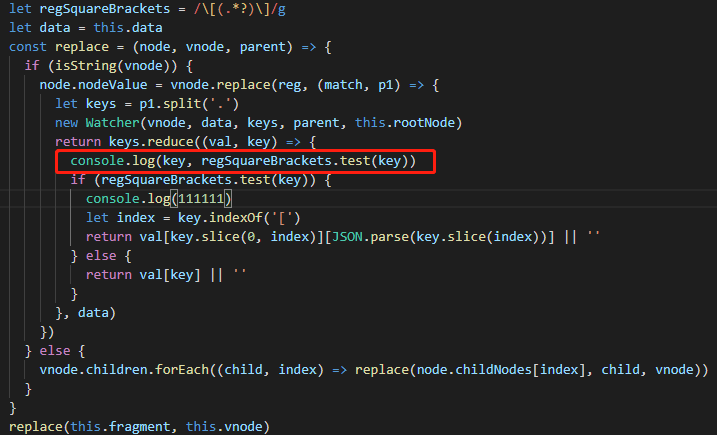 let regSquareBrackets = /\[(.*?)\]/g
let data = this.data
const replace = (node, vnode, parent) => {
if (isString(vnode)) {
node.nodeValue = vnode.replace(reg, (match, p1) => {
let keys = p1.split('.')
new Watcher(vnode, data, keys, parent, this.rootNode)
return keys.reduce((val, key) => {
console.log(key, regSquareBrackets.test(key))
if (regSquareBrackets.test(key)) {
console.log(111111)
let index = key.indexOf('[')
return val[key.slice(0, index)][JSON.parse(key.slice(index))] || ''
} else {
return val[key] || ''
}
}, data)
})
} else {
vnode.children.forEach((child, index) => replace(node.childNodes[index], child, vnode))
}
}
replace(this.fragment, this.vnode)